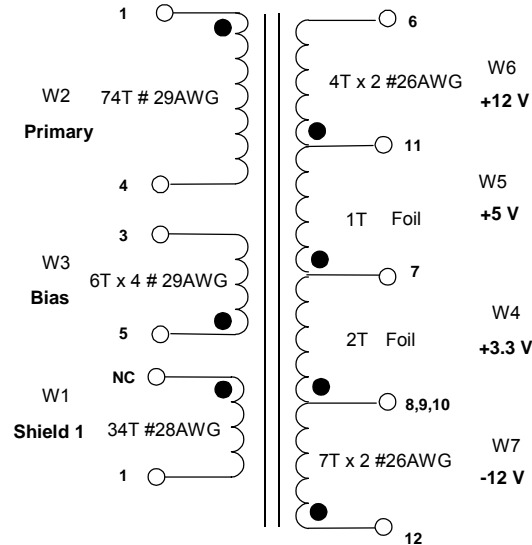 1
W2
Primary
74T # 29AWG
4
3
W3
Bias
6T x 4 # 29AWG
5
NC
W1
Shield 1
34T #28AWG
1
6
4T x 2 #26AWG
W6
+12 V
11
W5
+5 V
1T Foil
7
W4
2T Foil
+3.3 V
8,9,10
W7
7T x 2 #26AWG
-12 V
12